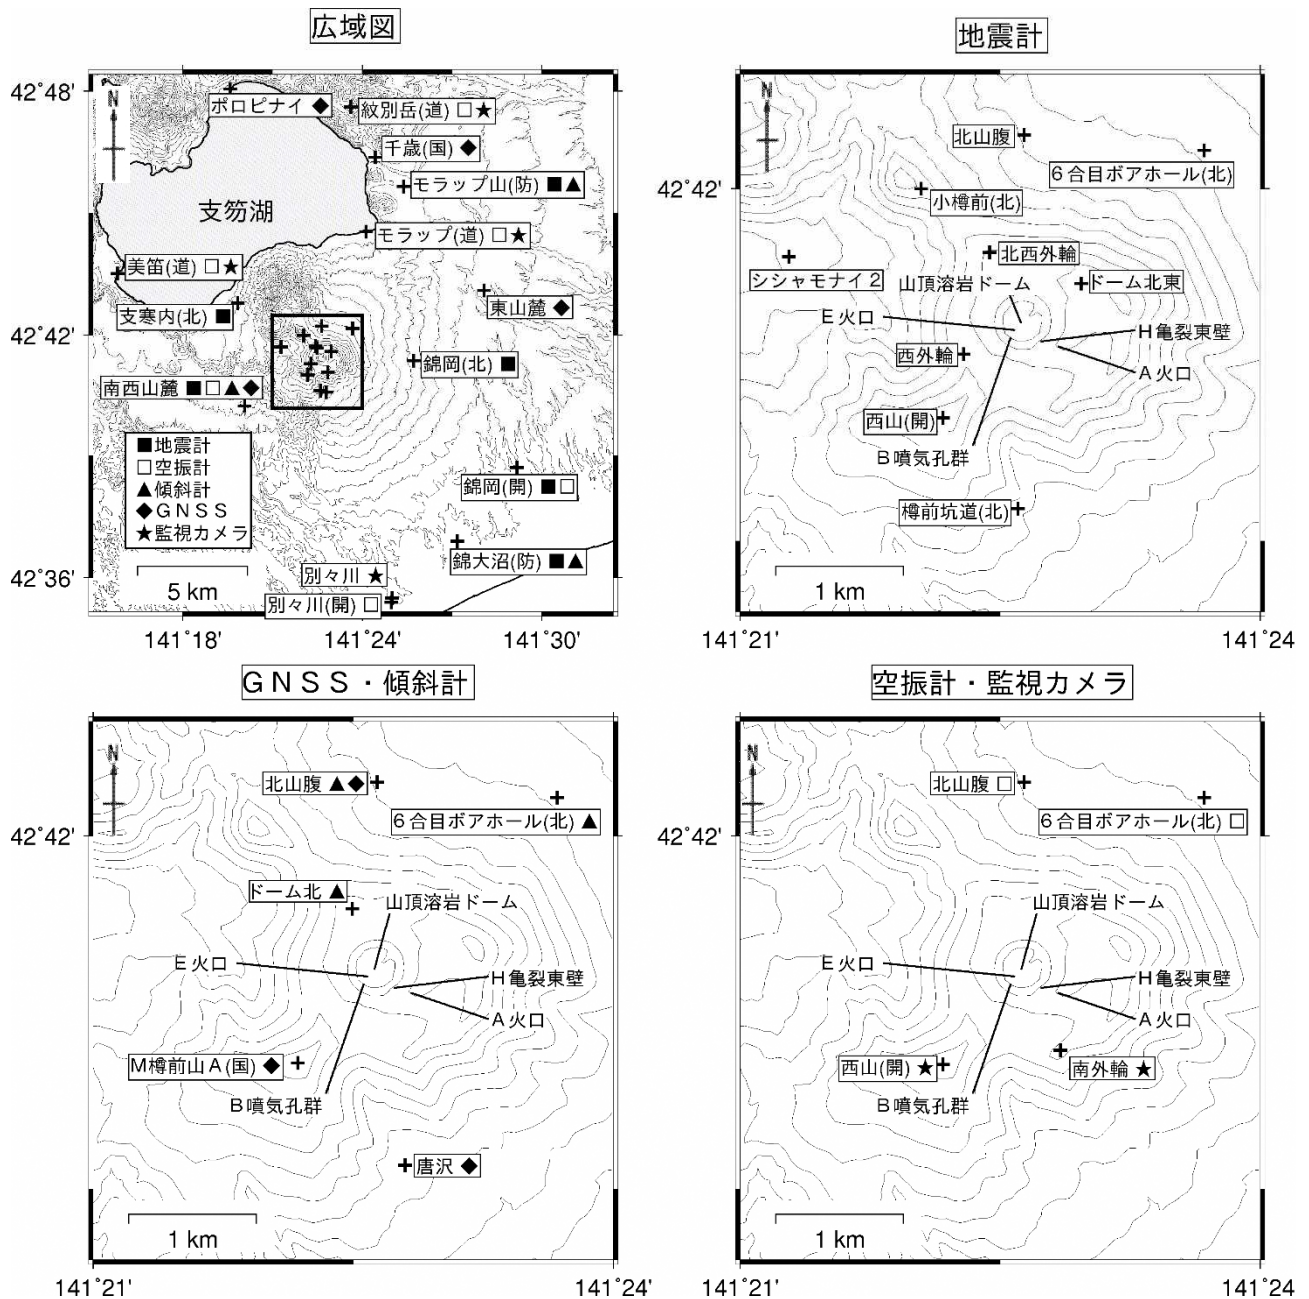 広域図
42°48'
42°42'
42°36'
141°18'
141°24'
141°30'
N
ポロピナイ ◆
紋別岳(道) □★
千歳(国) ◆
モラップ山(防) ■▲
支笏湖
モラップ(道) □★
美笛(道) □★
支寒内(北) ■
東山麓 ◆
錦岡(北) ■
南西山麓 ■□▲◆
■地震計
□空振計
▲傾斜計
◆GNSS
★監視カメラ
錦岡(開) ■□
錦大沼(防) ■▲
別々川 ★
別々川(開) □
5 km
地震計
42°42'
141°21'
141°24'
N
北山腹
6合目ボアホール(北)
小樽前(北)
北西外輪
シシャモナイ2
山頂溶岩ドーム
ドーム北東
E火口
H亀裂東壁
西外輪
A火口
西山(開)
B噴気孔群
樽前坑道(北)
1 km
GNSS・傾斜計
42°42'
141°21'
141°24'
N
北山腹 ▲◆
6合目ボアホール(北) ▲
ドーム北 ▲
山頂溶岩ドーム
E火口
H亀裂東壁
A火口
M樽前山A(国) ◆
B噴気孔群
唐沢 ◆
1 km
空振計・監視カメラ
42°42'
141°21'
141°24'
N
北山腹 □
6合目ボアホール(北) □
山頂溶岩ドーム
E火口
H亀裂東壁
A火口
西山(開) ★
南外輪 ★
B噴気孔群
1 km